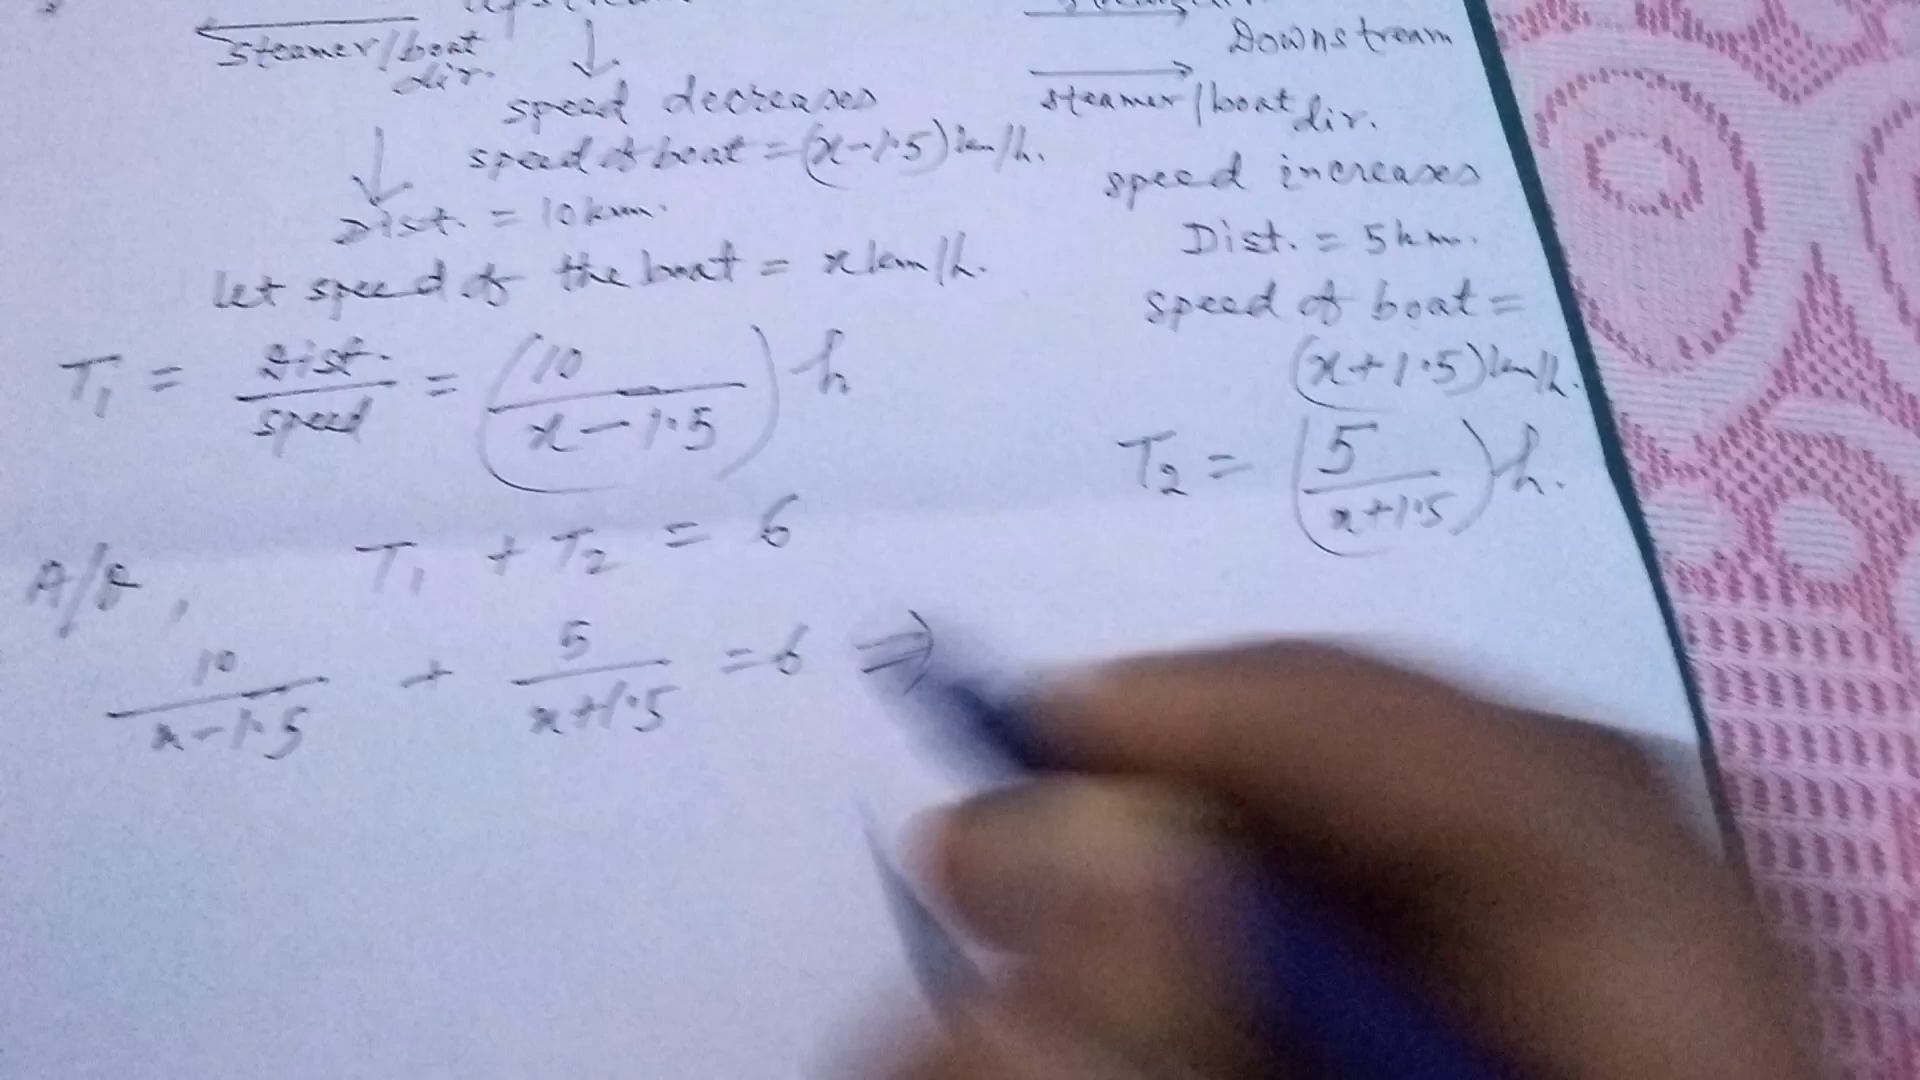 steamer/boat
dir.
speed decreases
speed of boat = (x-1.5) km/h.
Dist. = 10 km.
let speed of the boat = x km/h.
T₁ = Dist./speed = (10/(x-1.5)) h
Downstream
steamer/boat dir.
speed increases
Dist. = 5 km.
speed of boat =
(x+1.5) km/h.
T₂ = (5/(x+1.5)) h.
A/Q, T₁ + T₂ = 6
10/(x-1.5) + 5/(x+1.5) = 6 ⇒